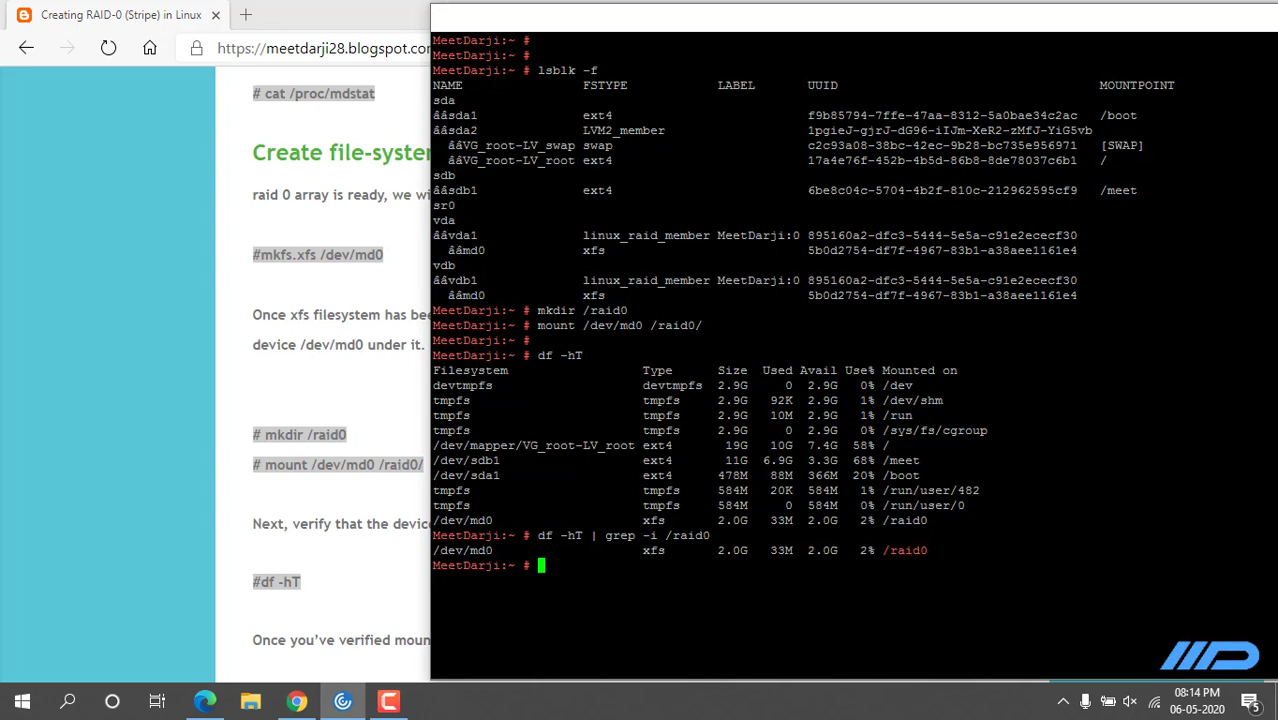 Creating RAID-0 (Stripe) in Linux
https://meetdarji28.blogspot.co
# cat /proc/mdstat
Create file-syster
raid 0 array is ready, we wi
#mkfs.xfs /dev/md0
Once xfs filesystem has bee
device /dev/md0 under it.
# mkdir /raid0
# mount /dev/md0 /raid0/
Next, verify that the device
#df -hT
Once you've verified moun
MeetDarji:~ #
MeetDarji:~ #
MeetDarji:~ # lsblk -f
NAME FSTYPE LABEL UUID MOUNTPOINT
sda
ââsda1 ext4 f9b85794-7ffe-47aa-8312-5a0bae34c2ac /boot
ââsda2 LVM2_member 1pgieJ-gjrJ-dG96-iIJm-XeR2-zMfJ-YiG5vb
ââVG_root-LV_swap swap c2c93a08-38bc-42ec-9b28-bc735e956971 [SWAP]
ââVG_root-LV_root ext4 17a4e76f-452b-4b5d-86b8-8de78037c6b1 /
sdb
ââsdb1 ext4 6be8c04c-5704-4b2f-810c-212962595cf9 /meet
sr0
vda
ââvda1 linux_raid_member MeetDarji:0 895160a2-dfc3-5444-5e5a-c91e2ececf30
ââmd0 xfs 5b0d2754-df7f-4967-83b1-a38aee1161e4
vdb
ââvdb1 linux_raid_member MeetDarji:0 895160a2-dfc3-5444-5e5a-c91e2ececf30
ââmd0 xfs 5b0d2754-df7f-4967-83b1-a38aee1161e4
MeetDarji:~ # mkdir /raid0
MeetDarji:~ # mount /dev/md0 /raid0/
MeetDarji:~ #
MeetDarji:~ # df -hT
Filesystem Type Size Used Avail Use% Mounted on
devtmpfs devtmpfs 2.9G 0 2.9G 0% /dev
tmpfs tmpfs 2.9G 92K 2.9G 1% /dev/shm
tmpfs tmpfs 2.9G 10M 2.9G 1% /run
tmpfs tmpfs 2.9G 0 2.9G 0% /sys/fs/cgroup
/dev/mapper/VG_root-LV_root ext4 19G 10G 7.4G 58% /
/dev/sdb1 ext4 11G 6.9G 3.3G 68% /meet
/dev/sda1 ext4 478M 88M 366M 20% /boot
tmpfs tmpfs 584M 20K 584M 1% /run/user/482
tmpfs tmpfs 584M 0 584M 0% /run/user/0
/dev/md0 xfs 2.0G 33M 2.0G 2% /raid0
MeetDarji:~ # df -hT | grep -i /raid0
/dev/md0 xfs 2.0G 33M 2.0G 2% /raid0
MeetDarji:~ #
08:14 PM
06-05-2020
5